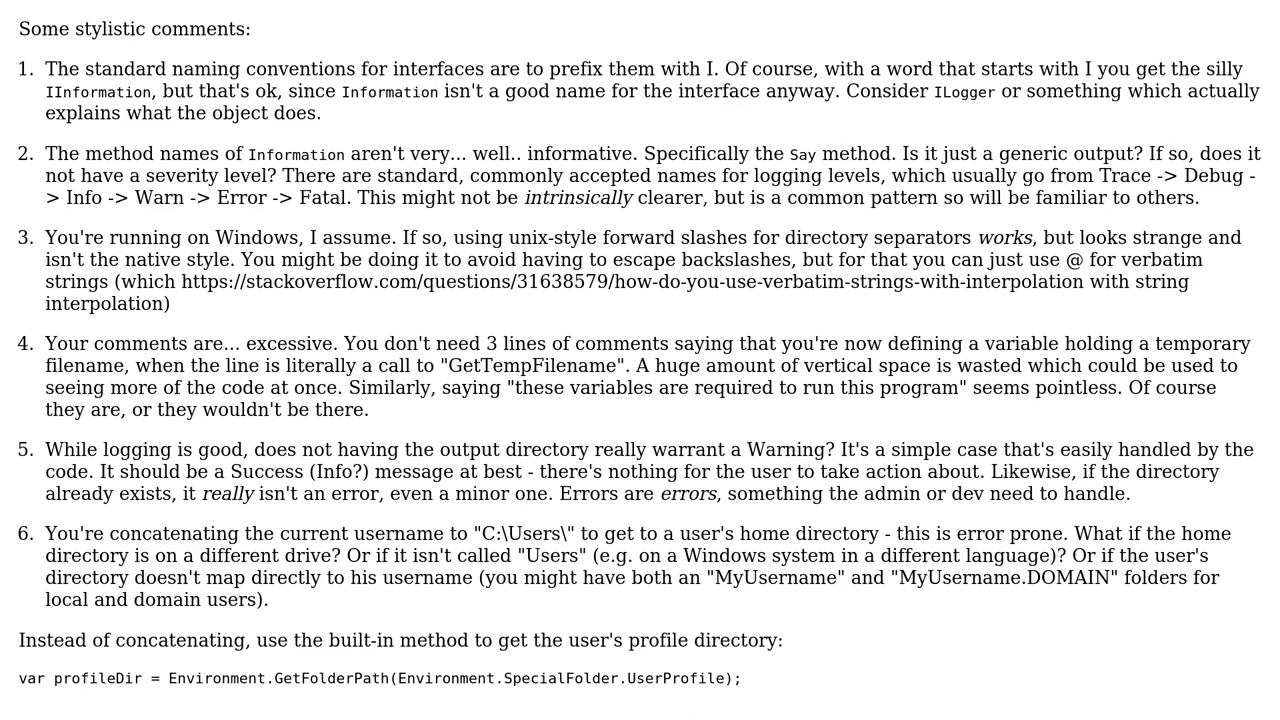 Some stylistic comments:
1. The standard naming conventions for interfaces are to prefix them with I. Of course, with a word that starts with I you get the silly
IInformation, but that's ok, since Information isn't a good name for the interface anyway. Consider ILogger or something which actually
explains what the object does.
2. The method names of Information aren't very... well.. informative. Specifically the Say method. Is it just a generic output? If so, does it
not have a severity level? There are standard, commonly accepted names for logging levels, which usually go from Trace -> Debug -
> Info -> Warn -> Error -> Fatal. This might not be intrinsically clearer, but is a common pattern so will be familiar to others.
3. You're running on Windows, I assume. If so, using unix-style forward slashes for directory separators works, but looks strange and
isn't the native style. You might be doing it to avoid having to escape backslashes, but for that you can just use @ for verbatim
strings (which https://stackoverflow.com/questions/31638579/how-do-you-use-verbatim-strings-with-interpolation with string
interpolation)
4. Your comments are... excessive. You don't need 3 lines of comments saying that you're now defining a variable holding a temporary
filename, when the line is literally a call to "GetTempFilename". A huge amount of vertical space is wasted which could be used to
seeing more of the code at once. Similarly, saying "these variables are required to run this program" seems pointless. Of course
they are, or they wouldn't be there.
5. While logging is good, does not having the output directory really warrant a Warning? It's a simple case that's easily handled by the
code. It should be a Success (Info?) message at best - there's nothing for the user to take action about. Likewise, if the directory
already exists, it really isn't an error, even a minor one. Errors are errors, something the admin or dev need to handle.
6. You're concatenating the current username to "C:\Users\" to get to a user's home directory - this is error prone. What if the home
directory is on a different drive? Or if it isn't called "Users" (e.g. on a Windows system in a different language)? Or if the user's
directory doesn't map directly to his username (you might have both an "MyUsername" and "MyUsername.DOMAIN" folders for
local and domain users).
Instead of concatenating, use the built-in method to get the user's profile directory:
var profileDir = Environment.GetFolderPath(Environment.SpecialFolder.UserProfile);